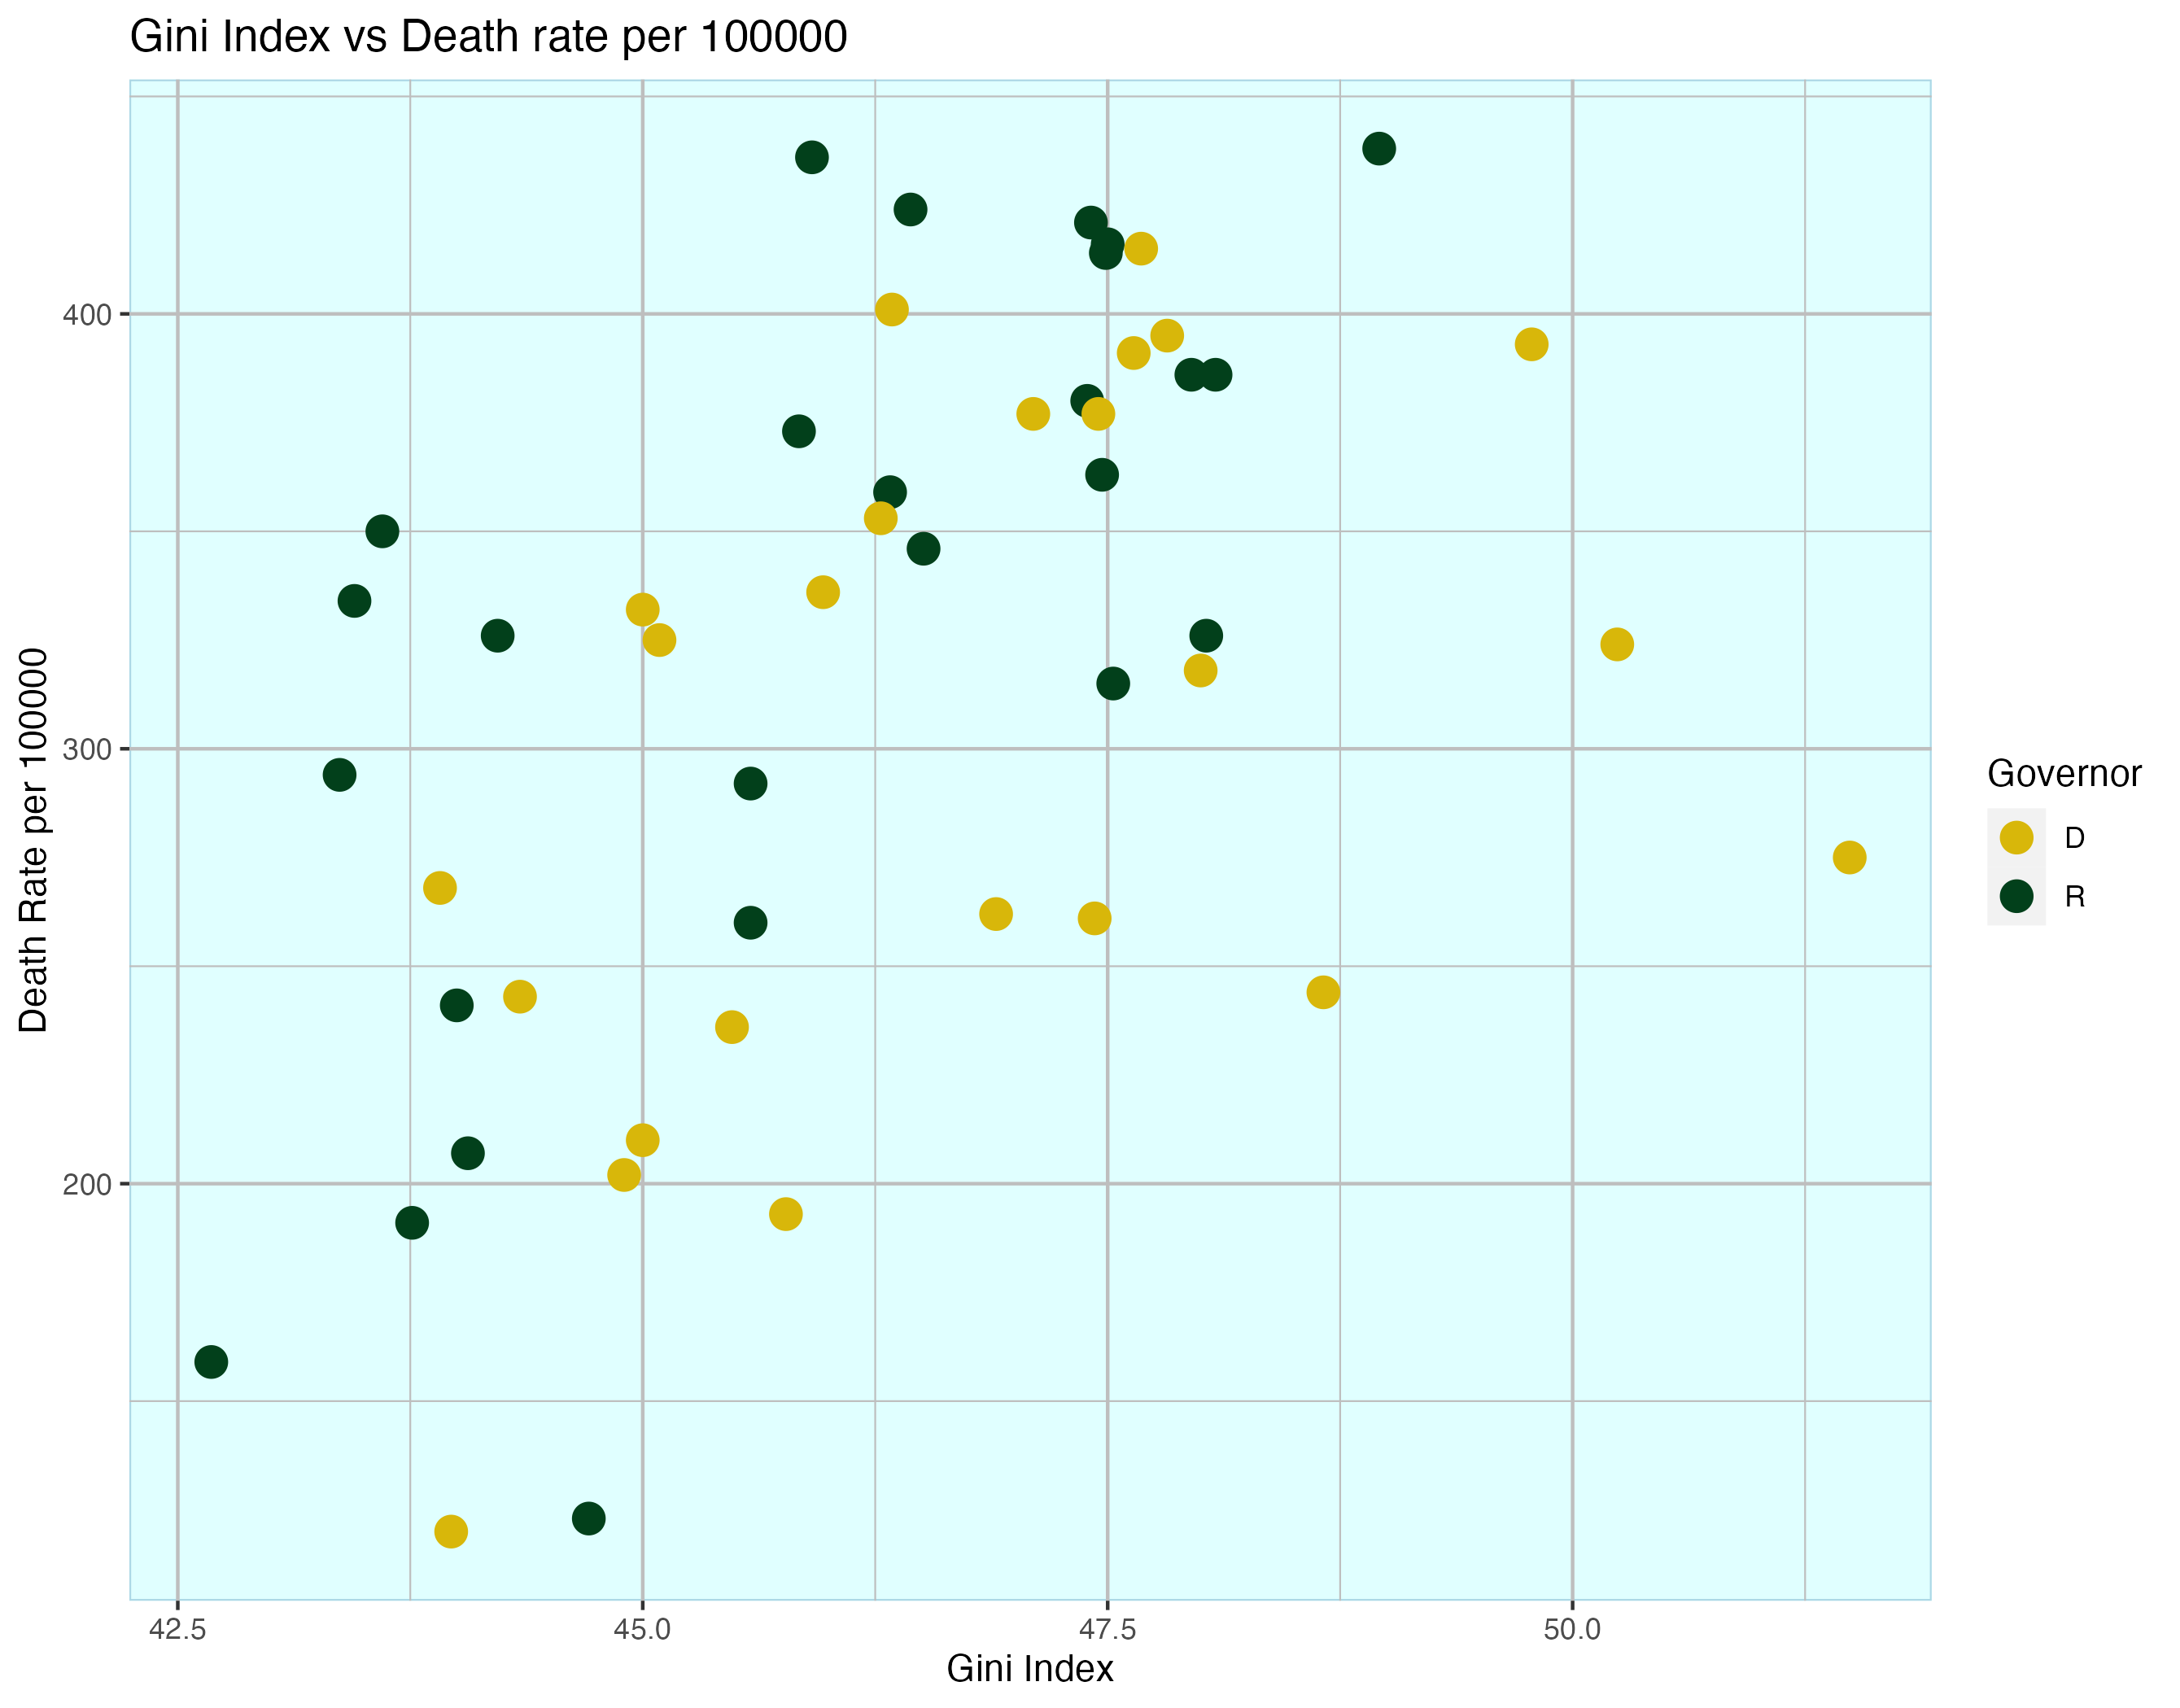 Gini Index vs Death rate per 100000
Death Rate per 100000
400
300
200
42.5
45.0
47.5
50.0
Gini Index
Governor
D
R